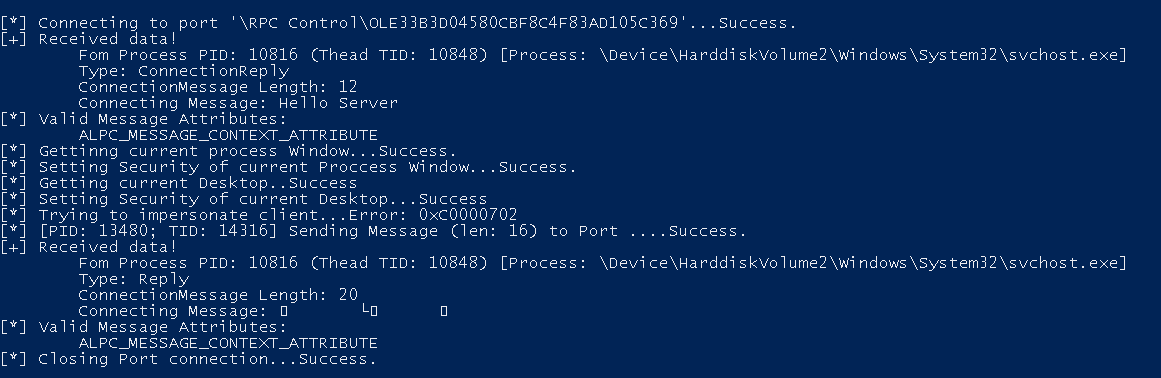 [*] Connecting to port '\RPC Control\OLE33B3D04580CBF8C4F83AD105C369'...Success.
[+] Received data!
Fom Process PID: 10816 (Thead TID: 10848) [Process: \Device\HarddiskVolume2\Windows\System32\svchost.exe]
Type: ConnectionReply
ConnectionMessage Length: 12
Connecting Message: Hello Server
[*] Valid Message Attributes:
ALPC_MESSAGE_CONTEXT_ATTRIBUTE
[*] Gettinng current process Window...Success.
[*] Setting Security of current Proccess Window...Success.
[*] Getting current Desktop..Success
[*] Setting Security of current Desktop...Success
[*] Trying to impersonate client...Error: 0xC0000702
[*] [PID: 13480; TID: 14316] Sending Message (len: 16) to Port ....Success.
[+] Received data!
Fom Process PID: 10816 (Thead TID: 10848) [Process: \Device\HarddiskVolume2\Windows\System32\svchost.exe]
Type: Reply
ConnectionMessage Length: 20
Connecting Message: ▯ └▯ ▯
[*] Valid Message Attributes:
ALPC_MESSAGE_CONTEXT_ATTRIBUTE
[*] Closing Port connection...Success.